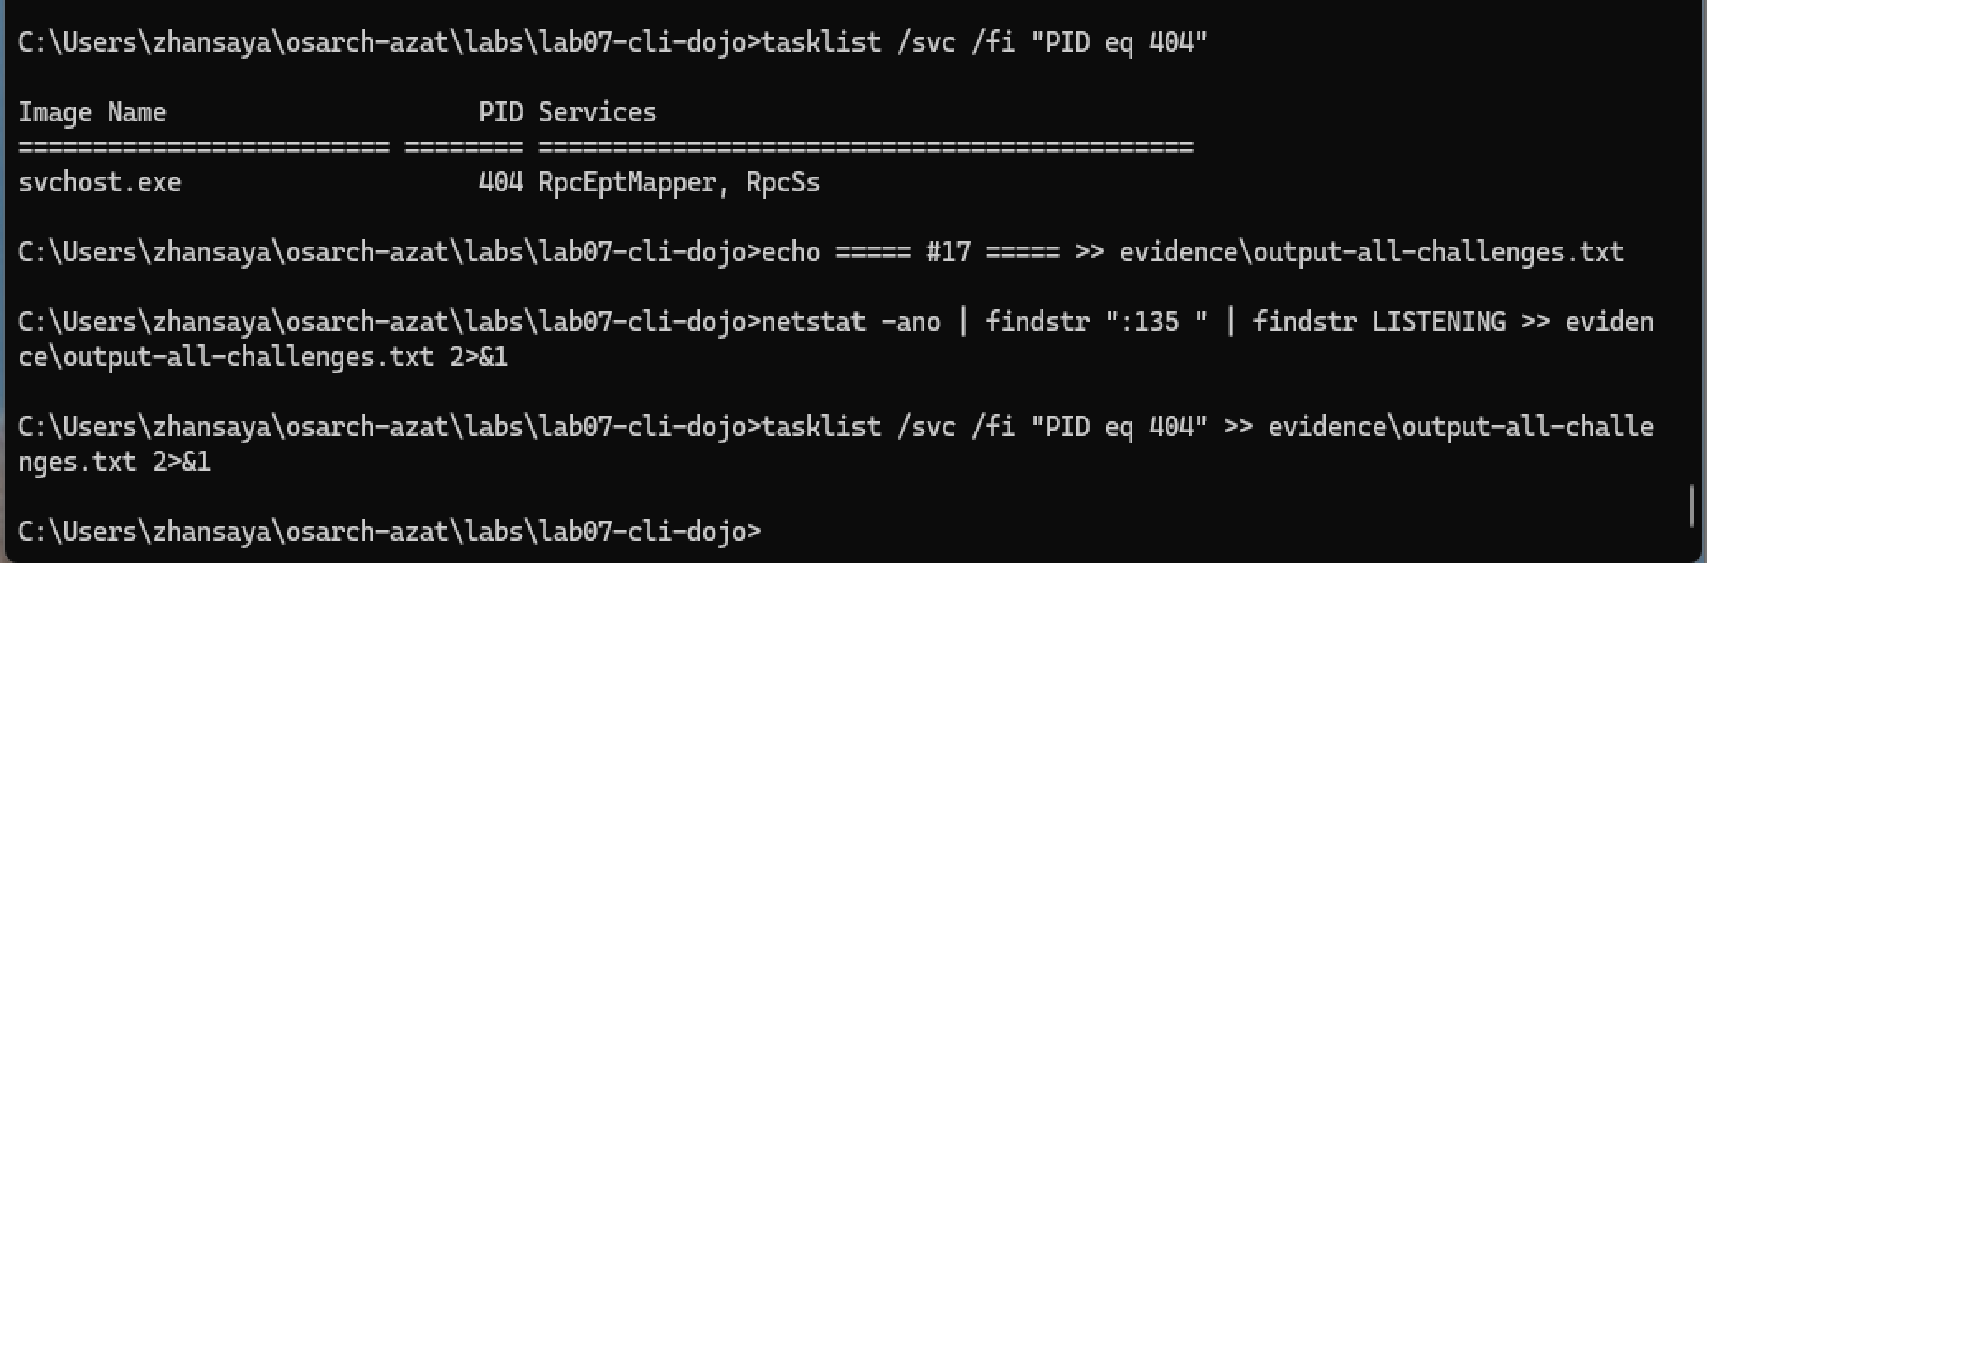 C:\Users\zhansaya\osarch-azat\labs\lab07-cli-dojo>tasklist /svc /fi "PID eq 404"
Image Name                     PID Services
========================= ======== ============================================
svchost.exe                    404 RpcEptMapper, RpcSs
C:\Users\zhansaya\osarch-azat\labs\lab07-cli-dojo>echo ===== #17 ===== >> evidence\output-all-challenges.txt
C:\Users\zhansaya\osarch-azat\labs\lab07-cli-dojo>netstat -ano | findstr ":135 " | findstr LISTENING >> eviden
ce\output-all-challenges.txt 2>&1
C:\Users\zhansaya\osarch-azat\labs\lab07-cli-dojo>tasklist /svc /fi "PID eq 404" >> evidence\output-all-challe
nges.txt 2>&1
C:\Users\zhansaya\osarch-azat\labs\lab07-cli-dojo>